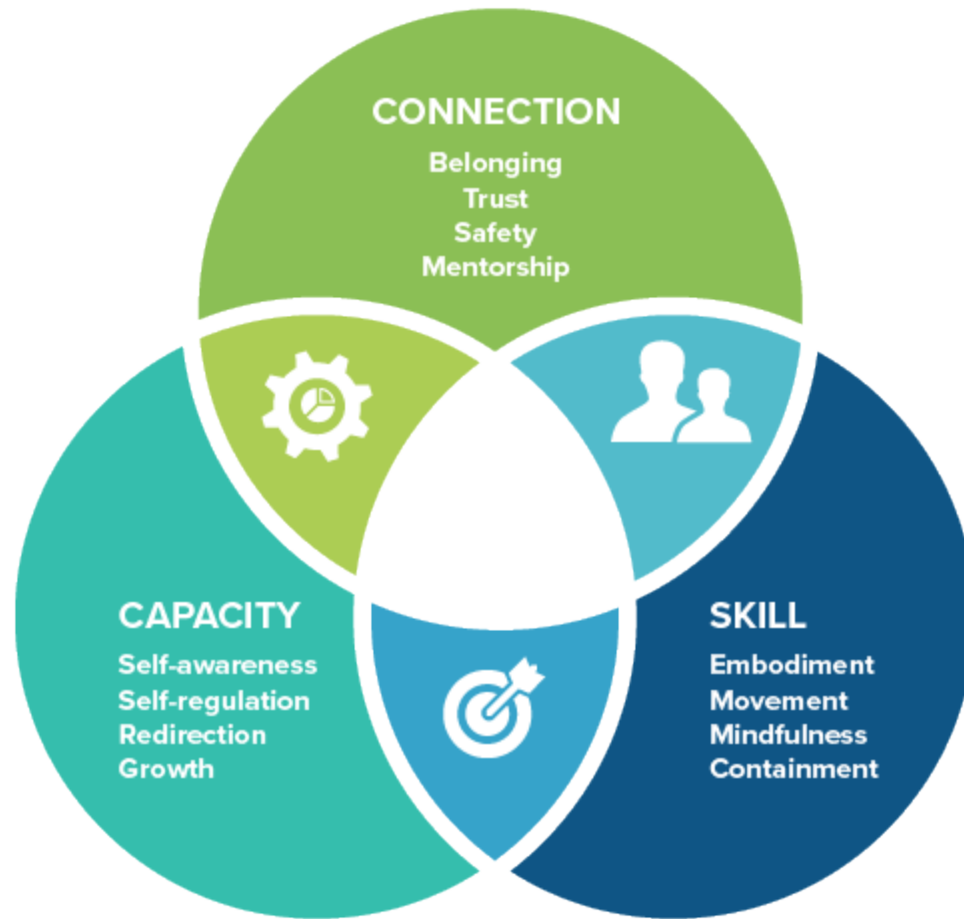 CONNECTION
Belonging
Trust
Safety
Mentorship
CAPACITY
Self-awareness
Self-regulation
Redirection
Growth
SKILL
Embodiment
Movement
Mindfulness
Containment